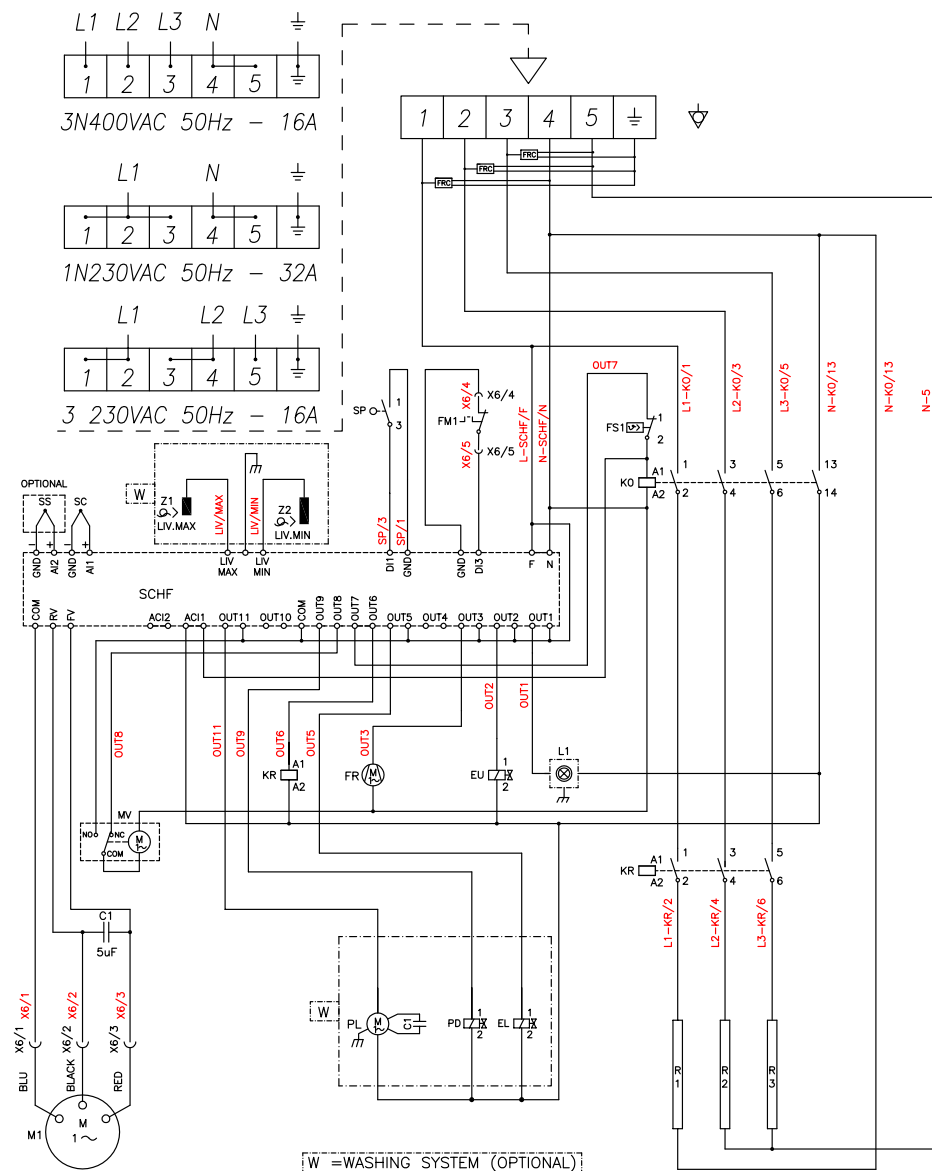 L1 L2 L3 N
1 2 3 4 5
3N400VAC 50Hz - 16A
L1 N
1 2 3 4 5
1N230VAC 50Hz - 32A
L1 L2 L3
1 2 3 4 5
3 230VAC 50Hz - 16A
1 2 3 4 5
FRC
FRC
FRC
OUT7
L1-K0/1
L2-K0/3
L3-K0/5
N-K0/13
N-K0/13
N-5
L-SCHF/F
N-SCHF/N
SP 1
3
SP/3
SP/1
X6/4 X6/4
FM1
X6/5 X6/5
FS1 1
2
K0 A1
A2
1 3 5 13
2 4 6 14
OPTIONAL
SS SC
W
Z1
LIV.MAX
LIV/MAX
LIV/MIN
Z2
LIV.MIN
- + - +
GND AI2 GND AI1
LIV MAX
LIV MIN
DI1 GND
GND DI3
F N
SCHF
COM RV FV
ACI2 ACI1 OUT11 OUT10 COM OUT9 OUT8 OUT7 OUT6 OUT5 OUT4 OUT3 OUT2 OUT1
OUT8
OUT11
OUT9
OUT6
OUT5
OUT3
OUT2
OUT1
KR A1
A2
FR M
1~
EU 1
2
L1
MV
NO NC
COM
M
1~
KR A1
A2
1 3 5
2 4 6
L1-KR/2
L2-KR/4
L3-KR/6
C1
5uF
W
PL M
1~
C1
PD 1
2
EL 1
2
X6/1 X6/1
X6/2 X6/2
X6/3 X6/3
BLU
BLACK
RED
M1
M
1~
R1
R2
R3
W =WASHING SYSTEM (OPTIONAL)